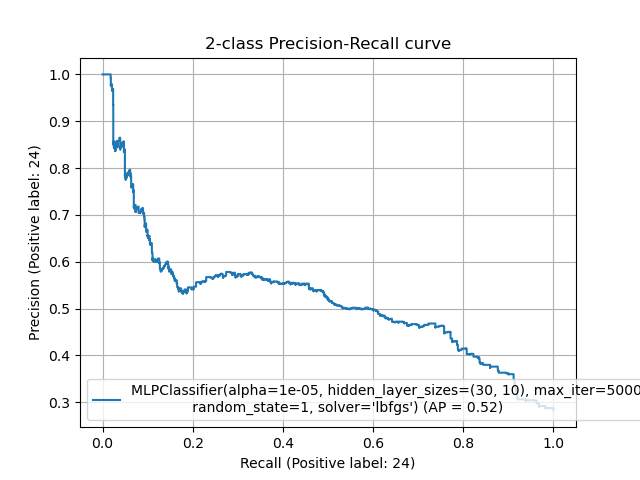 2-class Precision-Recall curve
1.0
0.9
0.8
0.7
0.6
0.5
0.4
0.3
Precision (Positive label: 24)
MLPClassifier(alpha=1e-05, hidden_layer_sizes=(30, 10), max_iter=5000
random_state=1, solver='lbfgs') (AP = 0.52)
0.0 0.2 0.4 0.6 0.8 1.0
Recall (Positive label: 24)